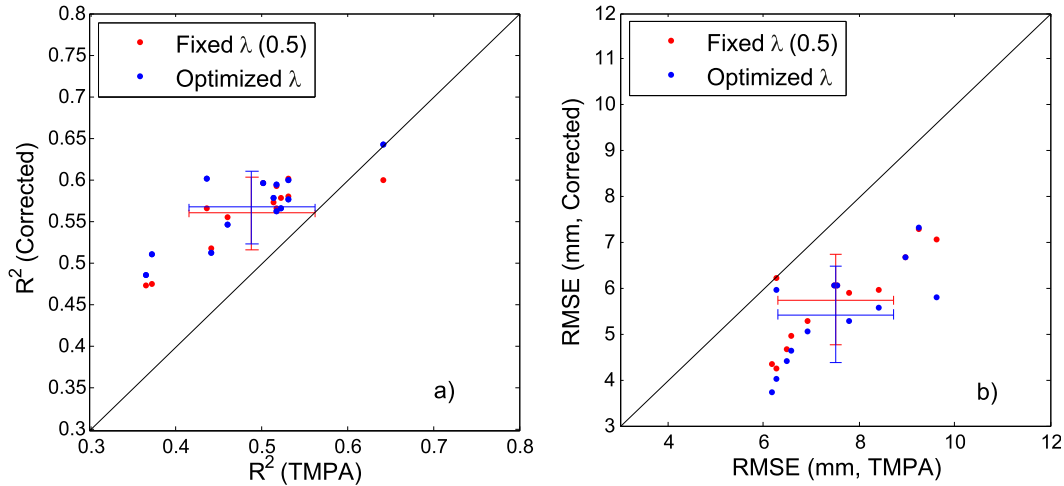 Fixed λ (0.5)
Optimized λ
0.8
0.75
0.7
0.65
0.6
0.55
0.5
0.45
0.4
0.35
0.3
R² (Corrected)
0.3 0.4 0.5 0.6 0.7 0.8
R² (TMPA)
a)
Fixed λ (0.5)
Optimized λ
12
11
10
9
8
7
6
5
4
3
RMSE (mm, Corrected)
4 6 8 10 12
RMSE (mm, TMPA)
b)